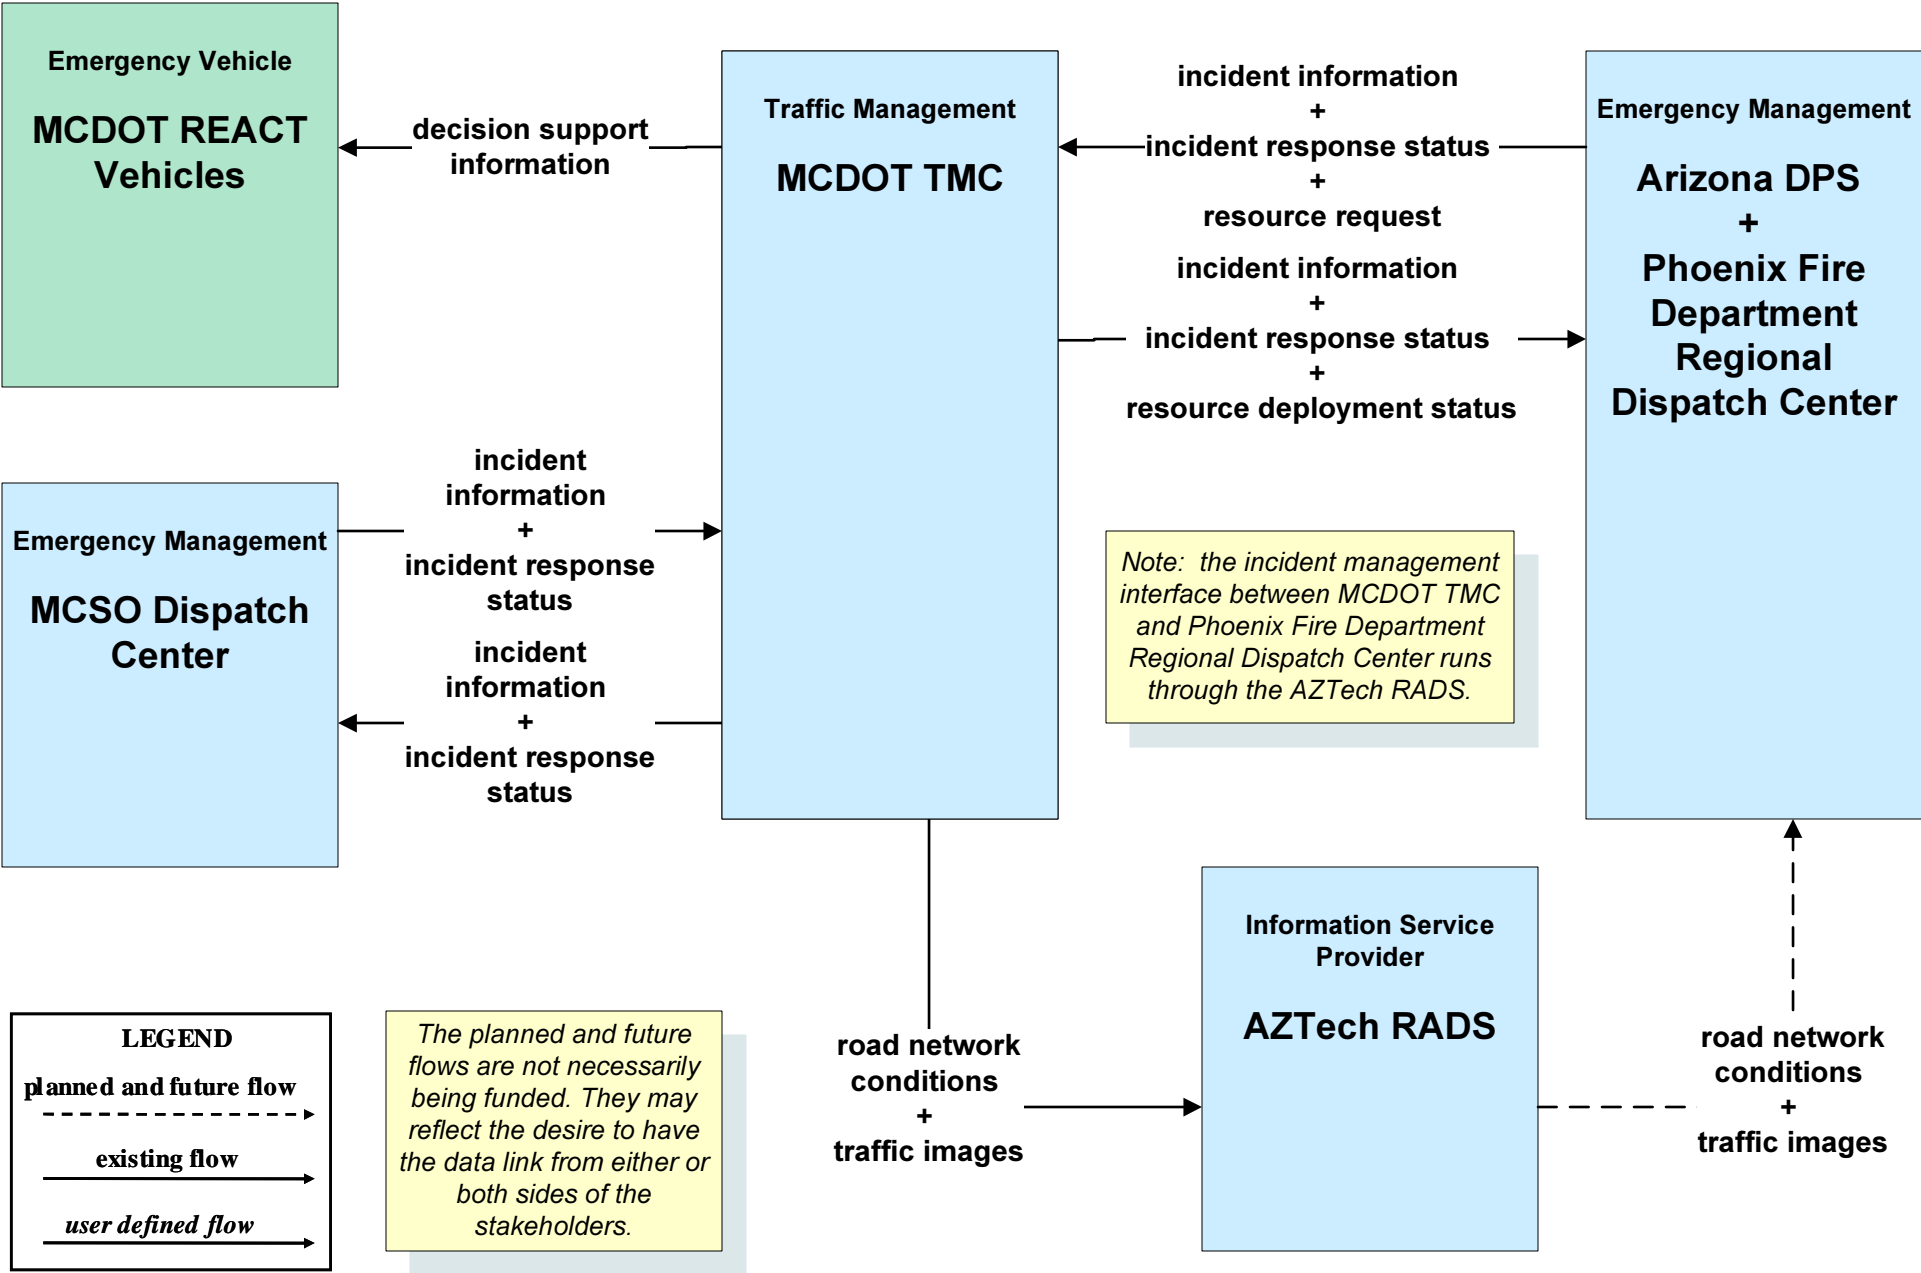 Emergency Vehicle
MCDOT REACT
Vehicles
decision support
information
Traffic Management
MCDOT TMC
incident information
+
incident response status
+
resource request
incident information
+
incident response status
+
resource deployment status
Emergency Management
Arizona DPS
+
Phoenix Fire
Department
Regional
Dispatch Center
Emergency Management
MCSO Dispatch
Center
incident
information
+
incident response
status
incident
information
+
incident response
status
Note:  the incident management
interface between MCDOT TMC
and Phoenix Fire Department
Regional Dispatch Center runs
through the AZTech RADS.
LEGEND
planned and future flow
existing flow
user defined flow
The planned and future
flows are not necessarily
being funded. They may
reflect the desire to have
the data link from either or
both sides of the
stakeholders.
road network
conditions
+
traffic images
Information Service
Provider
AZTech RADS
road network
conditions
+
traffic images